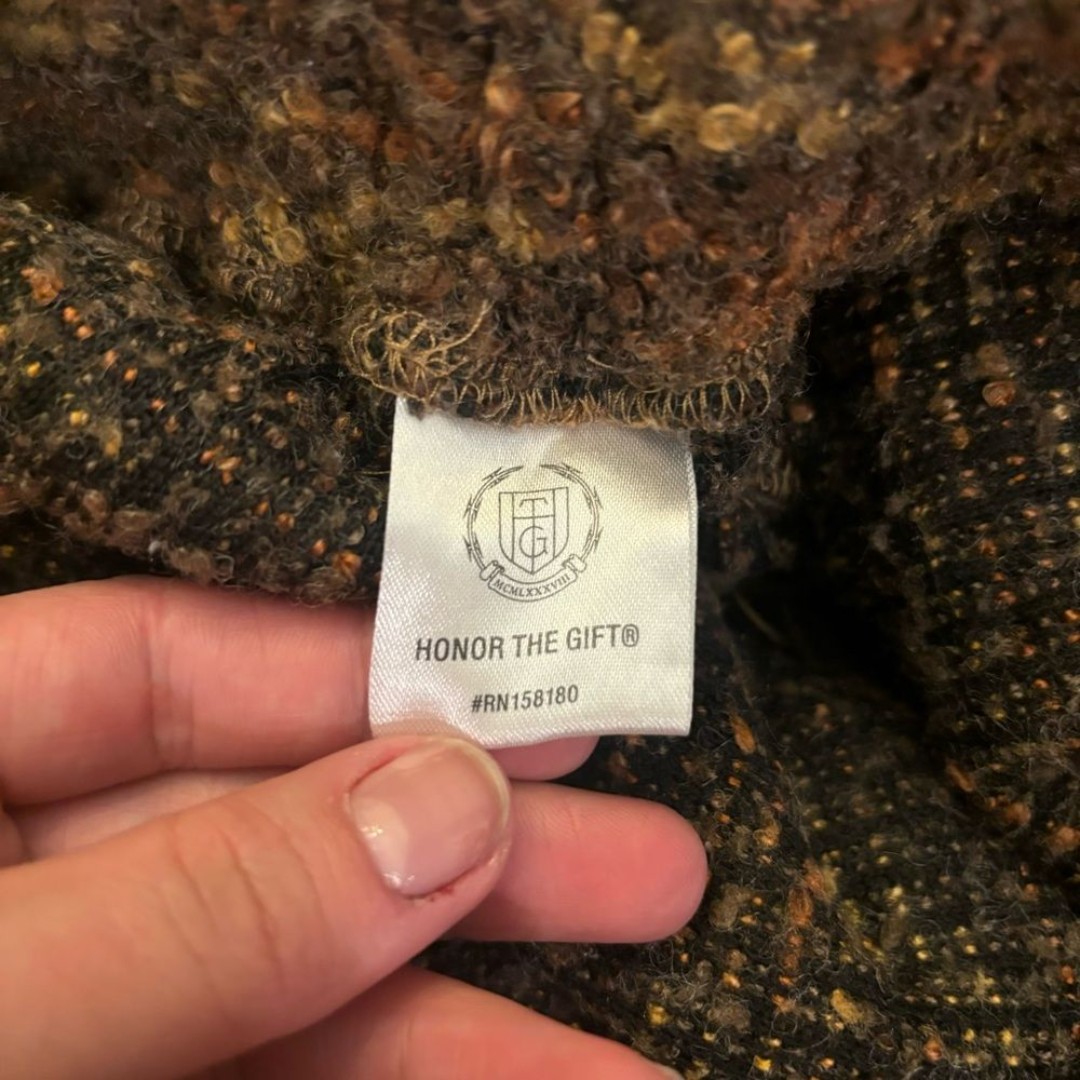 HTG
MCMLXXXVIII
HONOR THE GIFT®
#RN158180